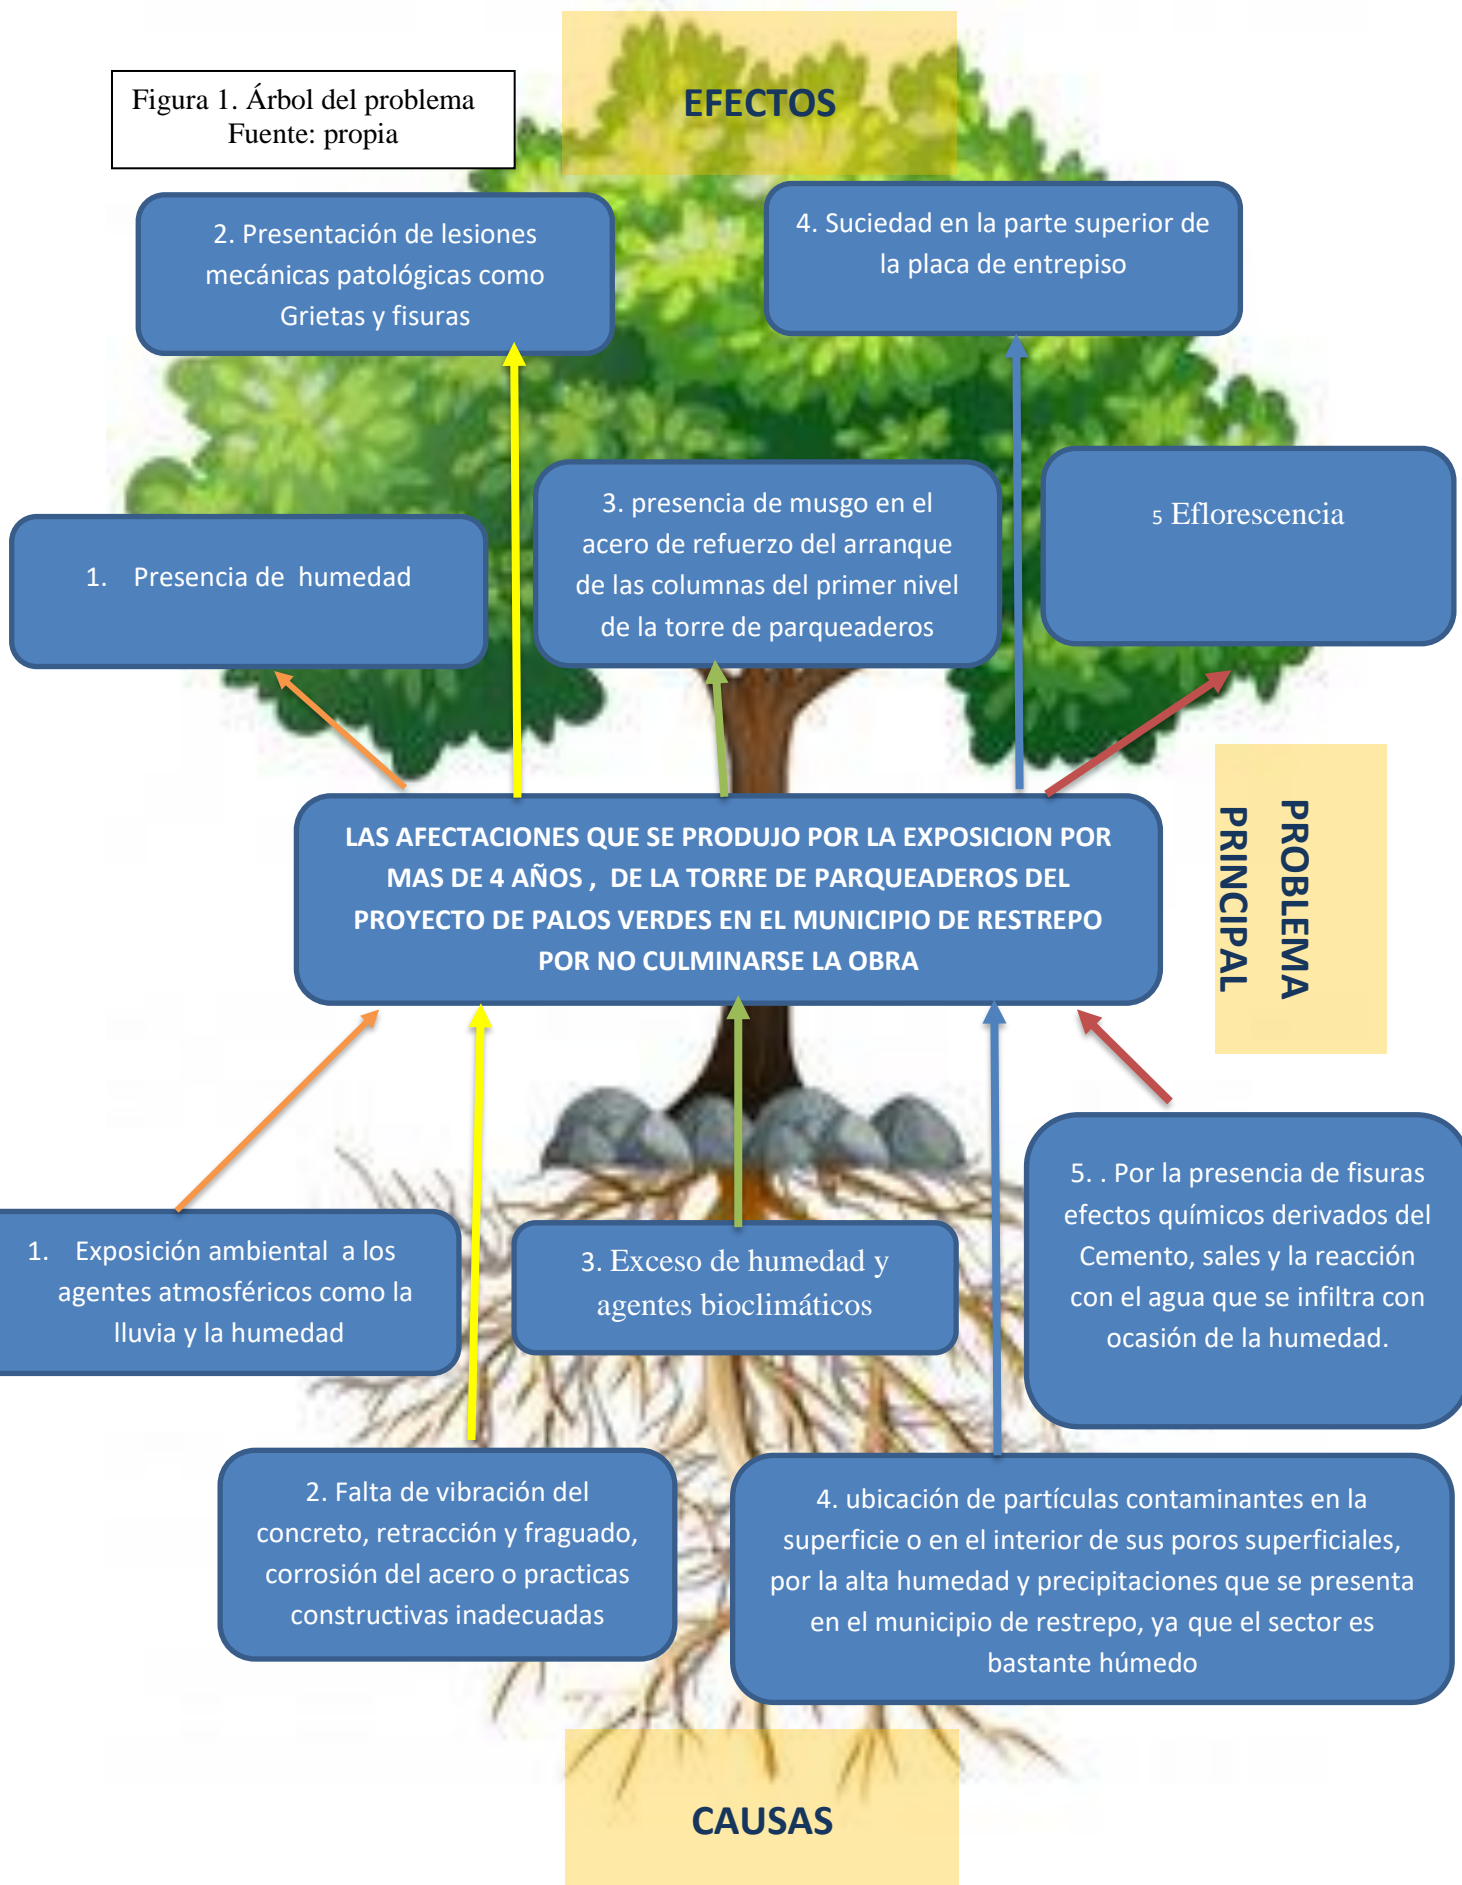 Figura 1. Árbol del problema
Fuente: propia
EFECTOS
2. Presentación de lesiones
mecánicas patológicas como
Grietas y fisuras
4. Suciedad en la parte superior de
la placa de entrepiso
1. Presencia de humedad
3. presencia de musgo en el
acero de refuerzo del arranque
de las columnas del primer nivel
de la torre de parqueaderos
5 Eflorescencia
LAS AFECTACIONES QUE SE PRODUJO POR LA EXPOSICION POR
MAS DE 4 AÑOS , DE LA TORRE DE PARQUEADEROS DEL
PROYECTO DE PALOS VERDES EN EL MUNICIPIO DE RESTREPO
POR NO CULMINARSE LA OBRA
PROBLEMA
PRINCIPAL
1. Exposición ambiental a los
agentes atmosféricos como la
lluvia y la humedad
3. Exceso de humedad y
agentes bioclimáticos
5. . Por la presencia de fisuras
efectos químicos derivados del
Cemento, sales y la reacción
con el agua que se infiltra con
ocasión de la humedad.
2. Falta de vibración del
concreto, retracción y fraguado,
corrosión del acero o practicas
constructivas inadecuadas
4. ubicación de partículas contaminantes en la
superficie o en el interior de sus poros superficiales,
por la alta humedad y precipitaciones que se presenta
en el municipio de restrepo, ya que el sector es
bastante húmedo
CAUSAS